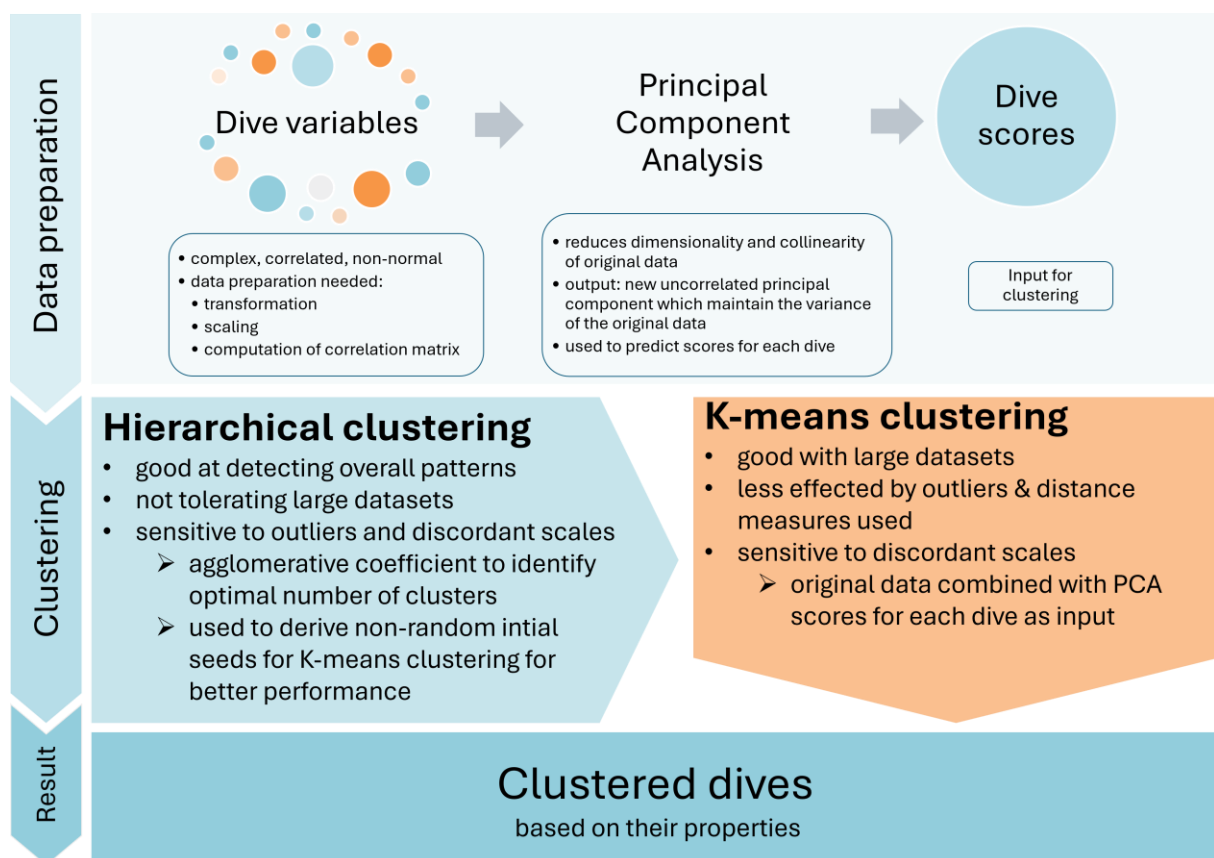 Data preparation
Dive variables
Principal
Component
Analysis
Dive
scores
• complex, correlated, non-normal
• data preparation needed:
• transformation
• scaling
• computation of correlation matrix
• reduces dimensionality and collinearity
of original data
• output: new uncorrelated principal
component which maintain the variance
of the original data
• used to predict scores for each dive
Input for
clustering
Clustering
Hierarchical clustering
• good at detecting overall patterns
• not tolerating large datasets
• sensitive to outliers and discordant scales
➢ agglomerative coefficient to identify
optimal number of clusters
➢ used to derive non-random intial
seeds for K-means clustering for
better performance
K-means clustering
• good with large datasets
• less effected by outliers & distance
measures used
• sensitive to discordant scales
➢ original data combined with PCA
scores for each dive as input
Result
Clustered dives
based on their properties